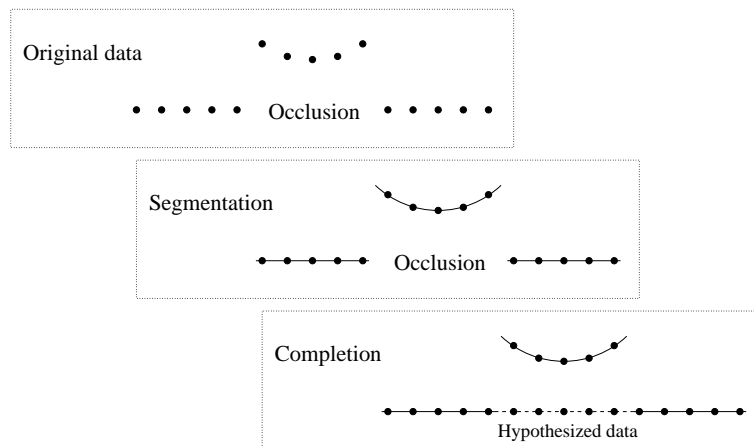 Original data
Occlusion
Segmentation
Occlusion
Completion
Hypothesized data